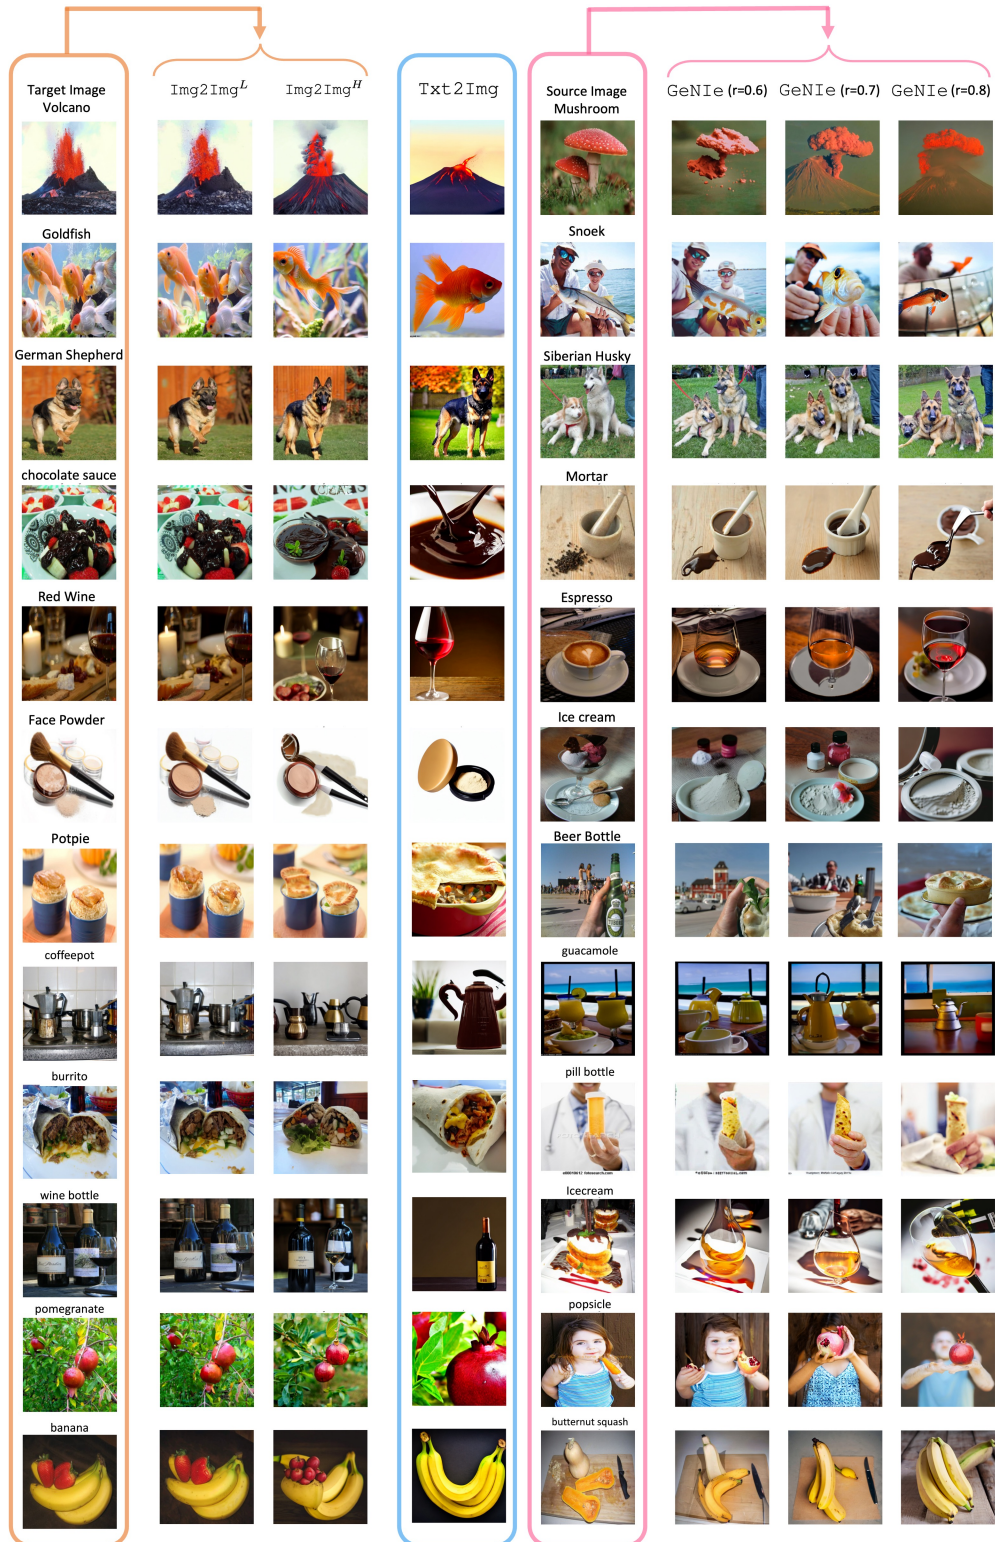 Target Image
Volcano
Img2Img^L
Img2Img^H
Txt2Img
Source Image
Mushroom
GeNIe (r=0.6)
GeNIe (r=0.7)
GeNIe (r=0.8)
Goldfish
Snoek
German Shepherd
Siberian Husky
chocolate sauce
Mortar
Red Wine
Espresso
Face Powder
Ice cream
Potpie
Beer Bottle
coffeepot
guacamole
burrito
pill bottle
wine bottle
Icecream
pomegranate
popsicle
banana
butternut squash